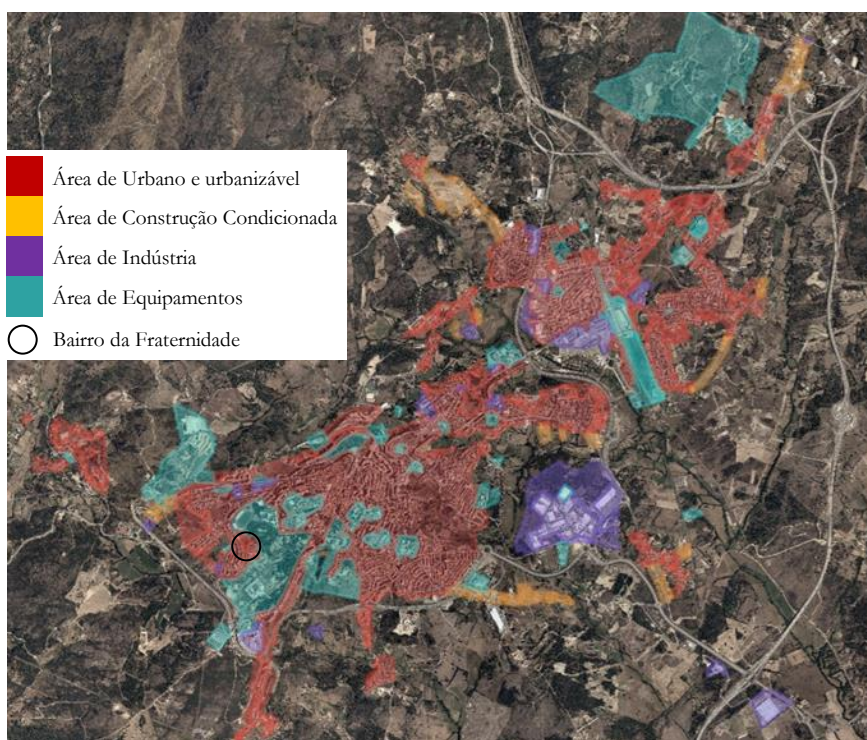 Área de Urbano e urbanizável
Área de Construção Condicionada
Área de Indústria
Área de Equipamentos
Bairro da Fraternidade